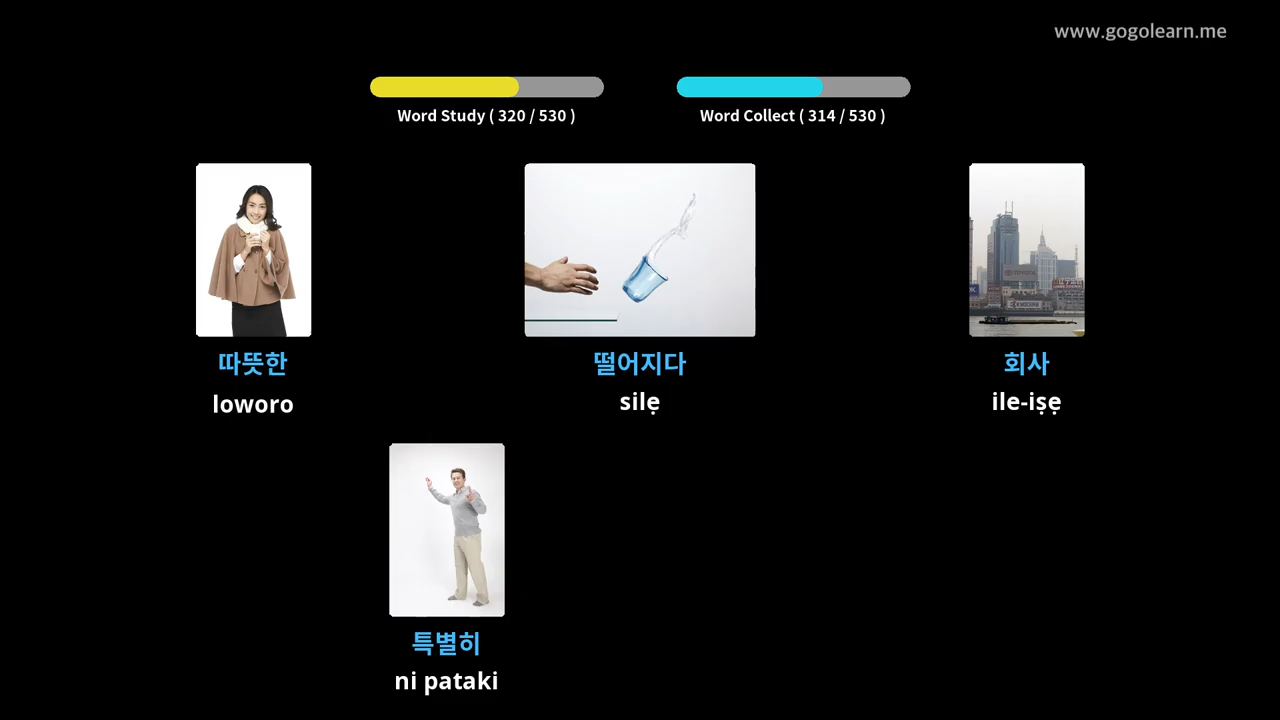 www.gogolearn.me
Word Study ( 320 / 530 )
Word Collect ( 314 / 530 )
TOYOTA
따뜻한
떨어지다
회사
loworo
silẹ
ile-iṣẹ
특별히
ni pataki